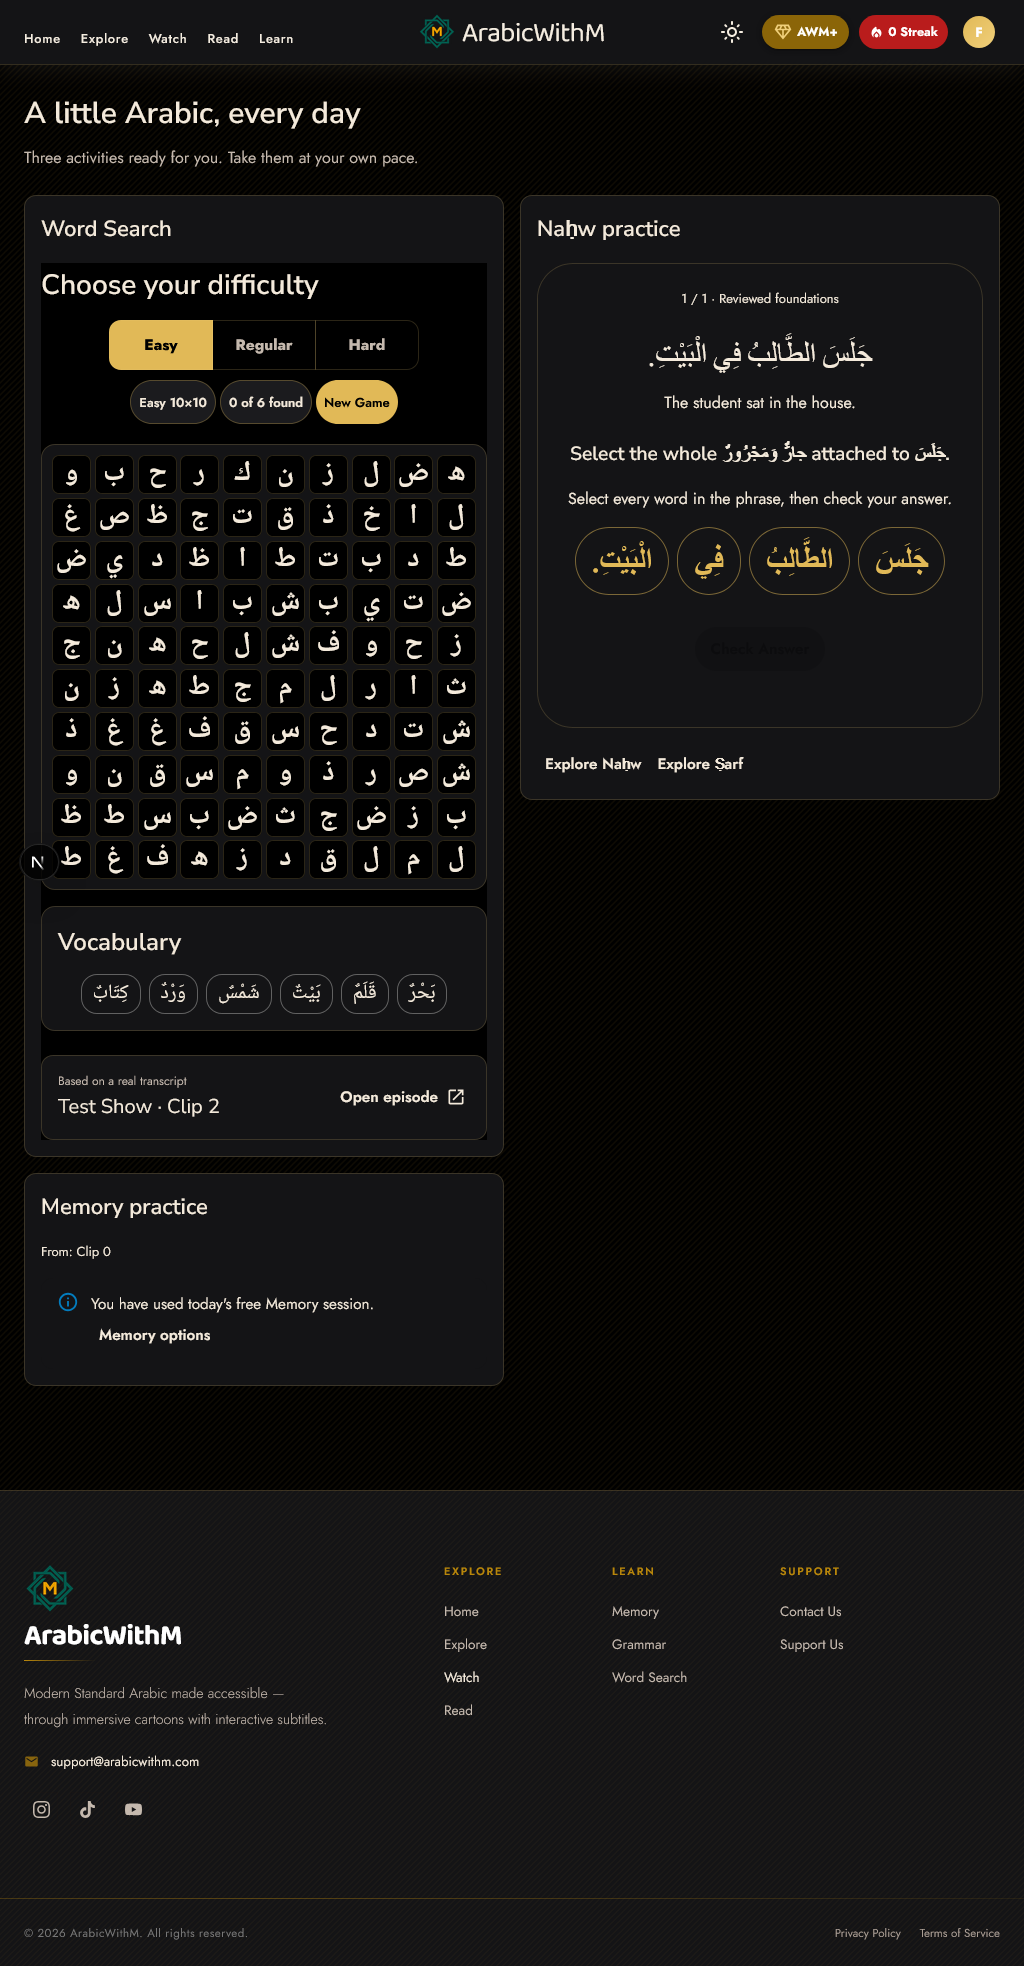 Home Explore Watch Read Learn
ArabicWithM
AWM+
0 Streak
F
A little Arabic, every day
Three activities ready for you. Take them at your own pace.
Word Search
Choose your difficulty
Easy Regular Hard
Easy 10×10 0 of 6 found New Game
و ب ح ر ك ن ز ل ض ه
غ ص ظ ج ت ق ذ خ ا ل
ض ي د ظ ا ط ت ب د ط
ه ل س ا ب ش ب ي ت ض
ج ن ه ح ل ش ف و ح ز
ن ز ه ط ج م ل ر ا ث
ذ غ غ ف ق س ح د ت ش
و ن ق س م و ذ ر ص ش
ظ ط س ب ض ث ج ض ز ب
ط غ ف ه ز د ق ل م ل
N
Vocabulary
كِتَابٌ وَرْدٌ شَمْسٌ بَيْتٌ قَلَمٌ بَحْرٌ
Based on a real transcript
Test Show · Clip 2
Open episode
Memory practice
From: Clip 0
You have used today's free Memory session.
Memory options
Naḥw practice
1 / 1 · Reviewed foundations
جَلَسَ الطَّالِبُ فِي الْبَيْتِ.
The student sat in the house.
Select the whole جارٌّ وَمَجْرُورٌ attached to جَلَسَ.
Select every word in the phrase, then check your answer.
جَلَسَ الطَّالِبُ فِي الْبَيْتِ.
Check Answer
Explore Naḥw Explore Ṣarf
M
ArabicWithM
Modern Standard Arabic made accessible —
through immersive cartoons with interactive subtitles.
support@arabicwithm.com
EXPLORE
Home
Explore
Watch
Read
LEARN
Memory
Grammar
Word Search
SUPPORT
Contact Us
Support Us
© 2026 ArabicWithM. All rights reserved.
Privacy Policy Terms of Service